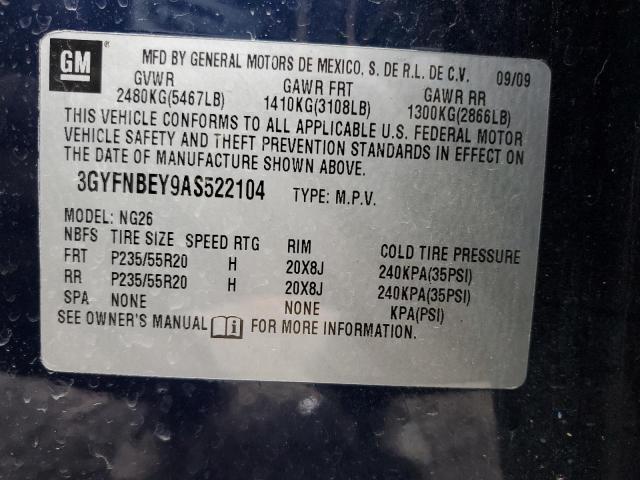 GM ® MFD BY GENERAL MOTORS DE MEXICO, S. DE R.L. DE C.V. 09/09
GVWR GAWR FRT GAWR RR
2480KG(5467LB) 1410KG(3108LB) 1300KG(2866LB)
THIS VEHICLE CONFORMS TO ALL APPLICABLE U.S. FEDERAL MOTOR
VEHICLE SAFETY AND THEFT PREVENTION STANDARDS IN EFFECT ON
THE DATE OF MANUFACTURE SHOWN ABOVE.
3GYFNBEY9AS522104 TYPE: M.P.V.
MODEL: NG26
NBFS TIRE SIZE SPEED RTG RIM COLD TIRE PRESSURE
FRT P235/55R20 H 20X8J 240KPA(35PSI)
RR P235/55R20 H 20X8J 240KPA(35PSI)
SPA NONE NONE KPA(PSI)
SEE OWNER'S MANUAL FOR MORE INFORMATION.